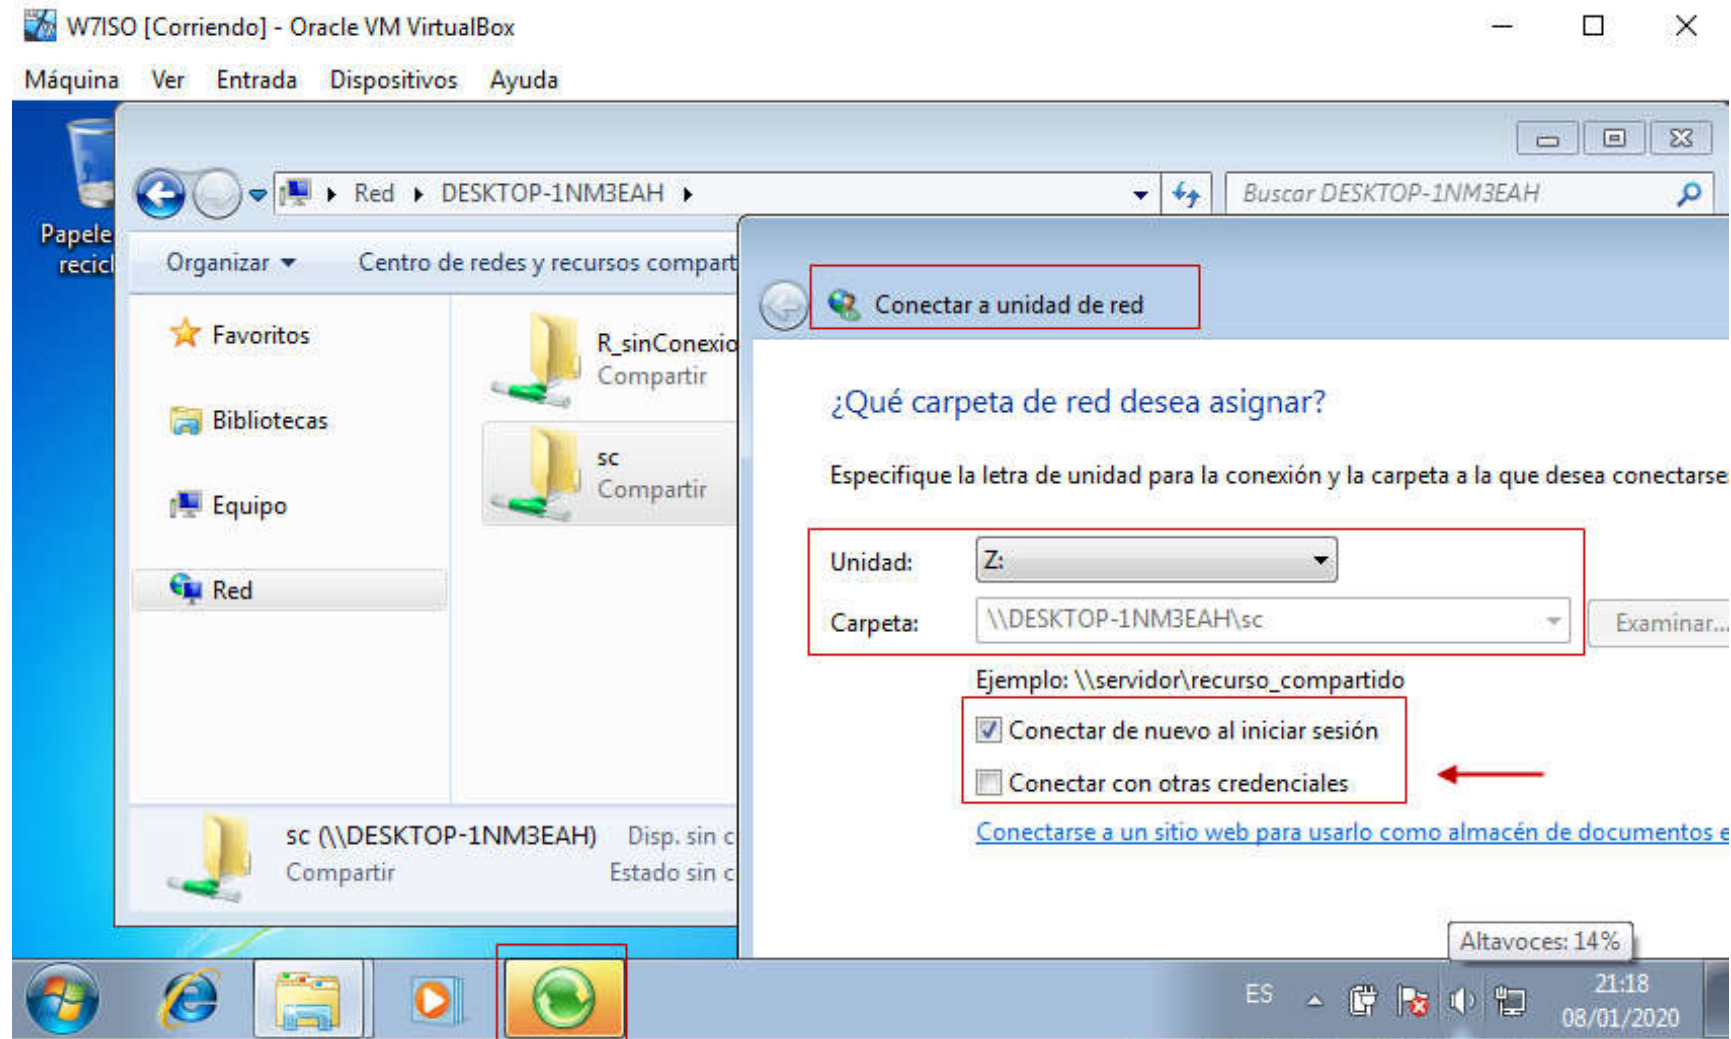 W7ISO [Corriendo] - Oracle VM VirtualBox
Máquina Ver Entrada Dispositivos Ayuda
Papele
recicl
Red DESKTOP-1NM3EAH
Buscar DESKTOP-1NM3EAH
Organizar Centro de redes y recursos compart
Favoritos
Bibliotecas
Equipo
Red
R_sinConexio
Compartir
sc
Compartir
sc (\\DESKTOP-1NM3EAH) Disp. sin c
Compartir Estado sin c
Conectar a unidad de red
¿Qué carpeta de red desea asignar?
Especifique la letra de unidad para la conexión y la carpeta a la que desea conectarse:
Unidad: Z:
Carpeta: \\DESKTOP-1NM3EAH\sc Examinar...
Ejemplo: \\servidor\recurso_compartido
Conectar de nuevo al iniciar sesión
Conectar con otras credenciales
Conectarse a un sitio web para usarlo como almacén de documentos e
Altavoces: 14%
ES
21:18
08/01/2020